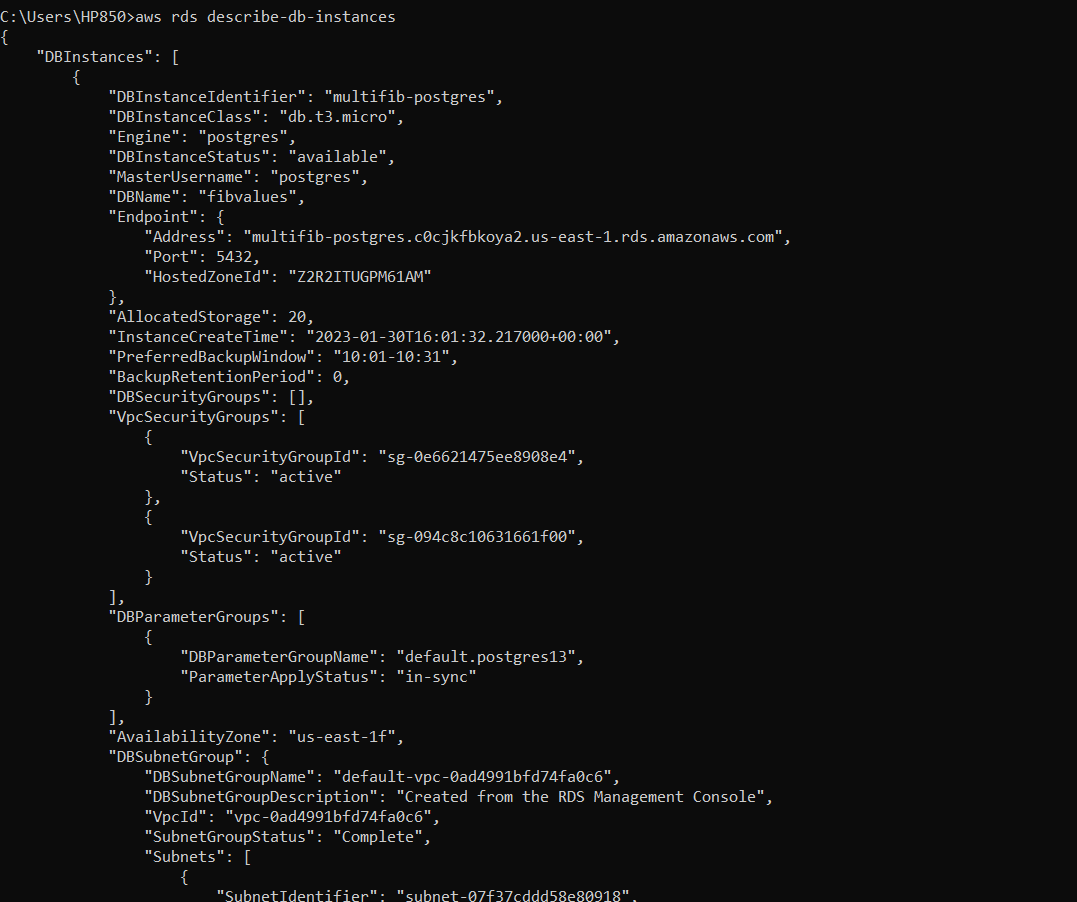 C:\Users\HP850>aws rds describe-db-instances
{
    "DBInstances": [
        {
            "DBInstanceIdentifier": "multifib-postgres",
            "DBInstanceClass": "db.t3.micro",
            "Engine": "postgres",
            "DBInstanceStatus": "available",
            "MasterUsername": "postgres",
            "DBName": "fibvalues",
            "Endpoint": {
                "Address": "multifib-postgres.c0cjkfbkoya2.us-east-1.rds.amazonaws.com",
                "Port": 5432,
                "HostedZoneId": "Z2R2ITUGPM61AM"
            },
            "AllocatedStorage": 20,
            "InstanceCreateTime": "2023-01-30T16:01:32.217000+00:00",
            "PreferredBackupWindow": "10:01-10:31",
            "BackupRetentionPeriod": 0,
            "DBSecurityGroups": [],
            "VpcSecurityGroups": [
                {
                    "VpcSecurityGroupId": "sg-0e6621475ee8908e4",
                    "Status": "active"
                },
                {
                    "VpcSecurityGroupId": "sg-094c8c10631661f00",
                    "Status": "active"
                }
            ],
            "DBParameterGroups": [
                {
                    "DBParameterGroupName": "default.postgres13",
                    "ParameterApplyStatus": "in-sync"
                }
            ],
            "AvailabilityZone": "us-east-1f",
            "DBSubnetGroup": {
                "DBSubnetGroupName": "default-vpc-0ad4991bfd74fa0c6",
                "DBSubnetGroupDescription": "Created from the RDS Management Console",
                "VpcId": "vpc-0ad4991bfd74fa0c6",
                "SubnetGroupStatus": "Complete",
                "Subnets": [
                    {
                        "SubnetIdentifier": "subnet-07f37cddd58e80918",